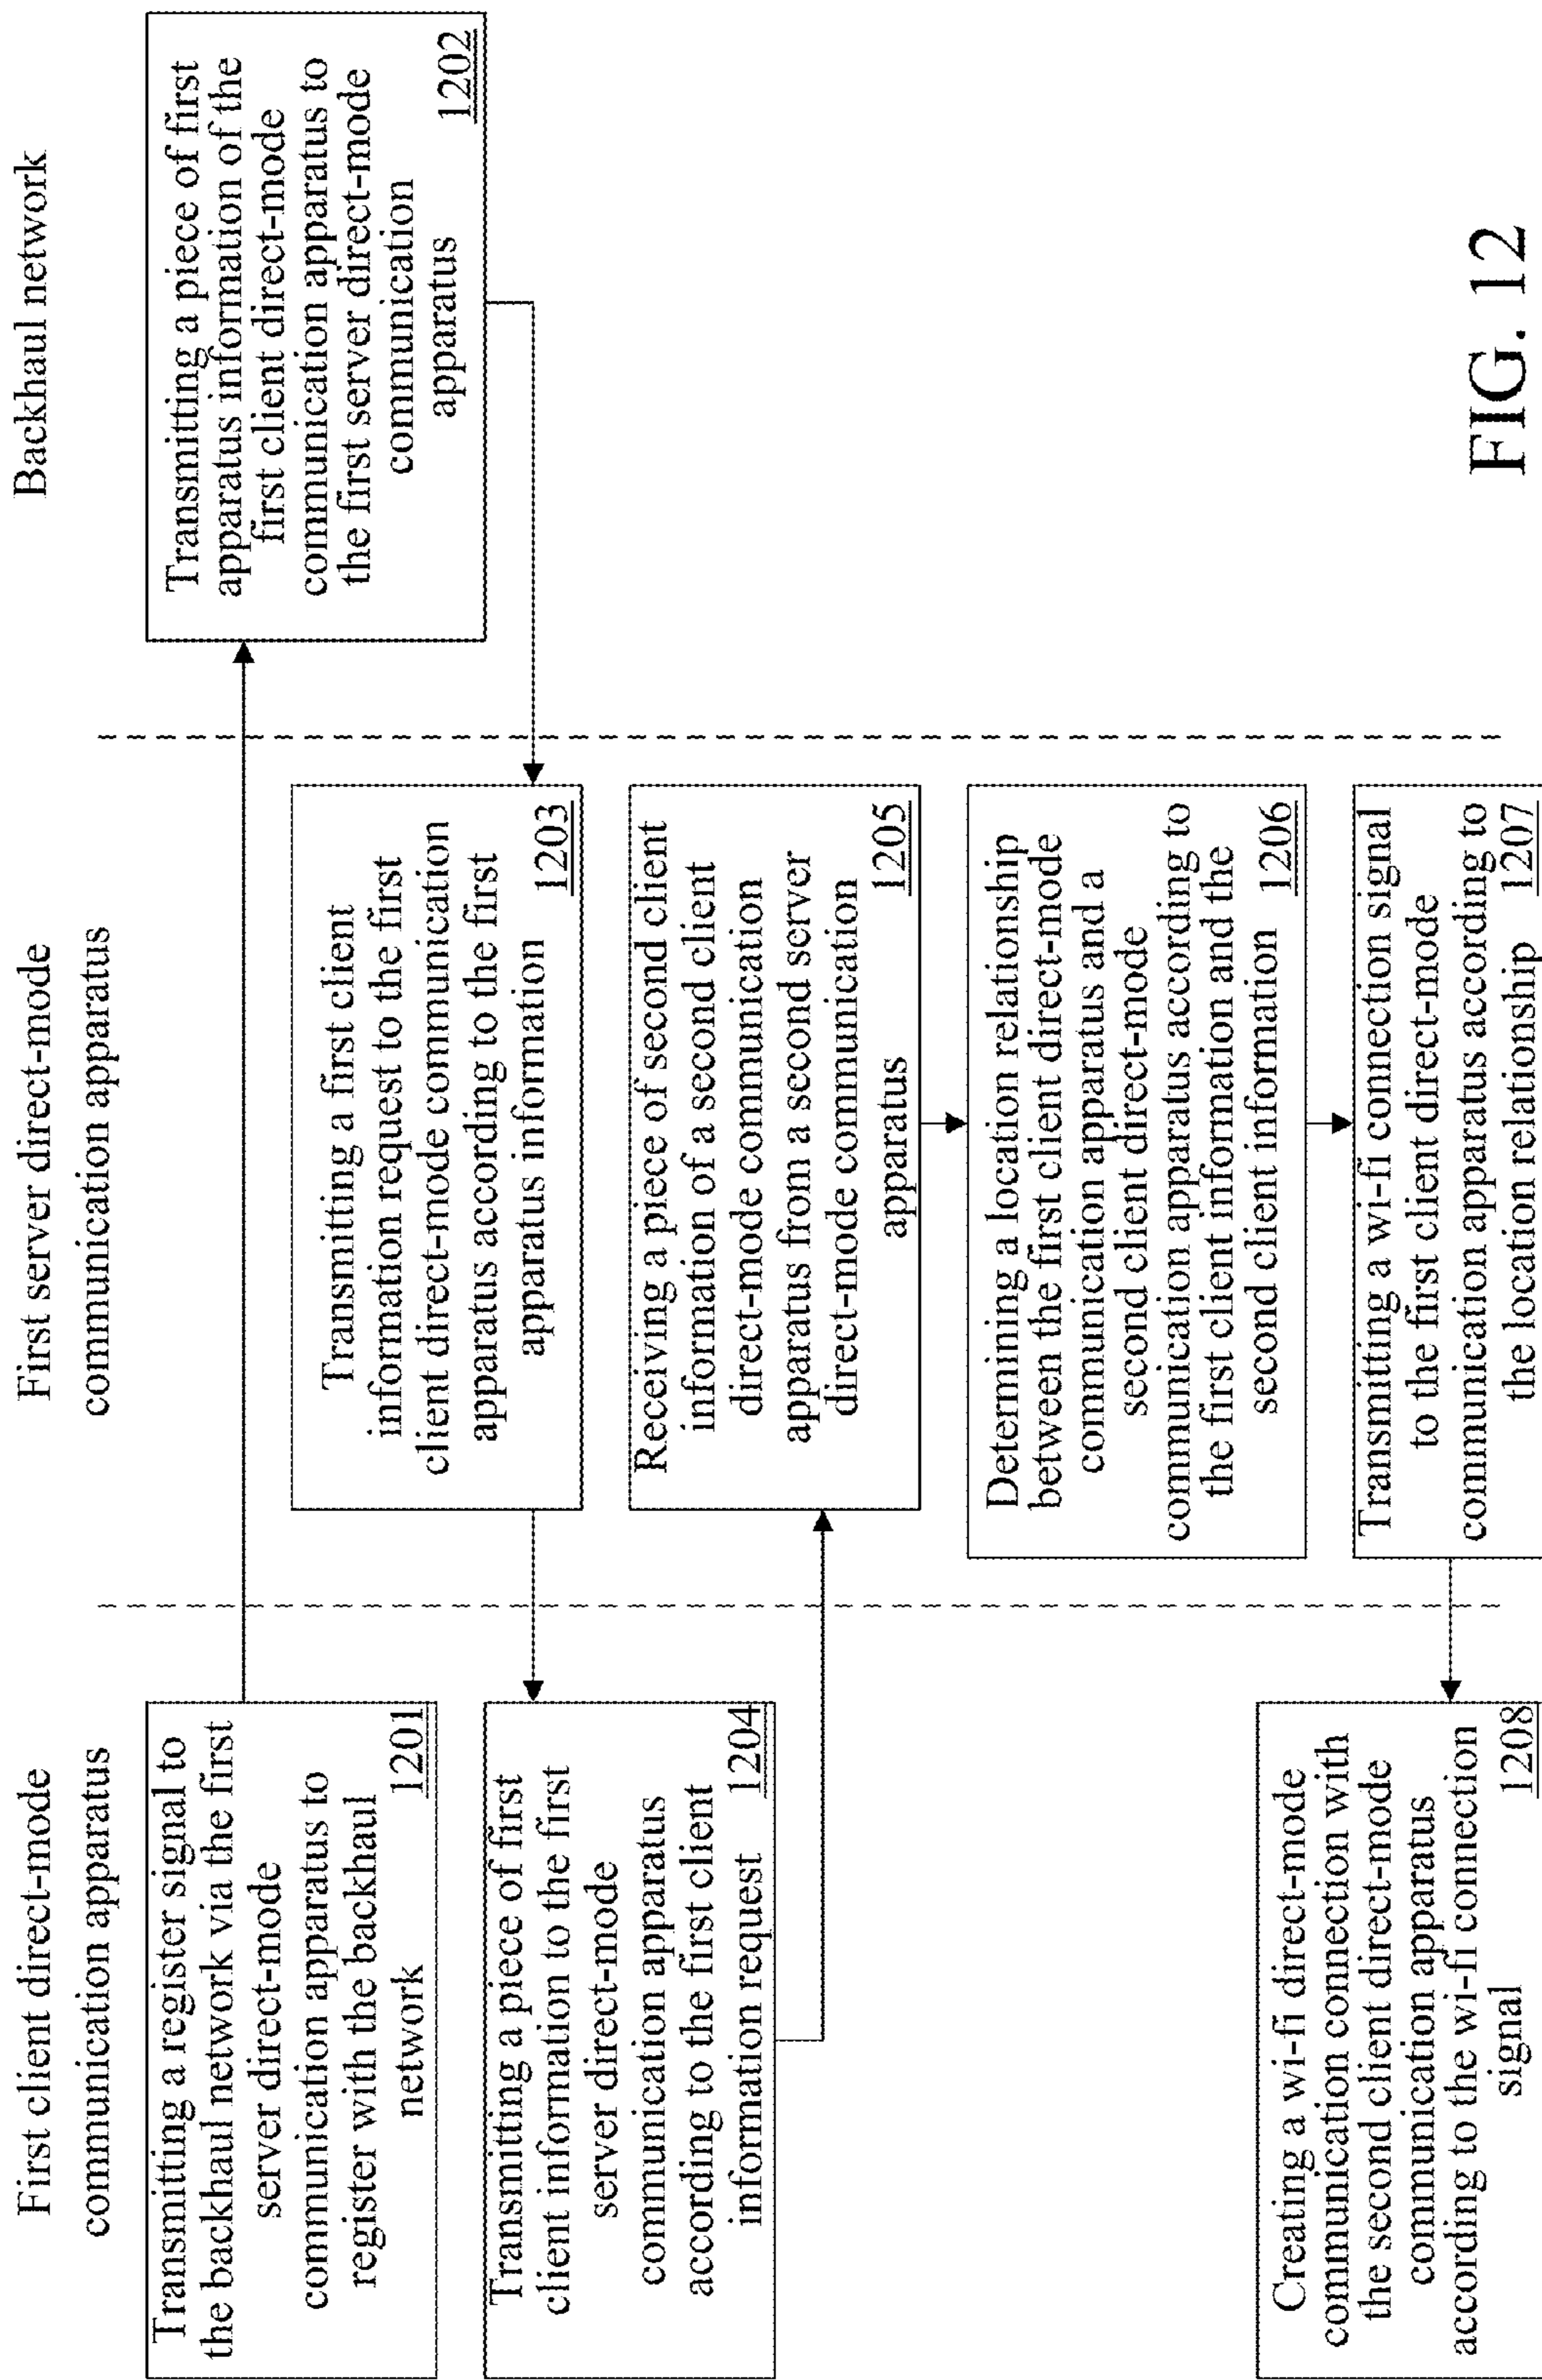 First client direct-mode
communication apparatus
First server direct-mode
communication apparatus
Backhaul network
Transmitting a register signal to
the backhaul network via the first
server direct-mode
communication apparatus to
register with the backhaul
network
1201
Transmitting a piece of first
apparatus information of the
first client direct-mode
communication apparatus to
the first server direct-mode
communication
apparatus
1202
Transmitting a first client
information request to the first
client direct-mode communication
apparatus according to the first
apparatus information
1203
Transmitting a piece of first
client information to the first
server direct-mode
communication apparatus
according to the first client
information request
1204
Receiving a piece of second client
information of a second client
direct-mode communication
apparatus from a second server
direct-mode communication
apparatus
1205
Determining a location relationship
between the first client direct-mode
communication apparatus and a
second client direct-mode
communication apparatus according to
the first client information and the
second client information
1206
Transmitting a wi-fi connection signal
to the first client direct-mode
communication apparatus according to
the location relationship
1207
Creating a wi-fi direct-mode
communication connection with
the second client direct-mode
communication apparatus
according to the wi-fi connection
signal
1208
FIG. 12